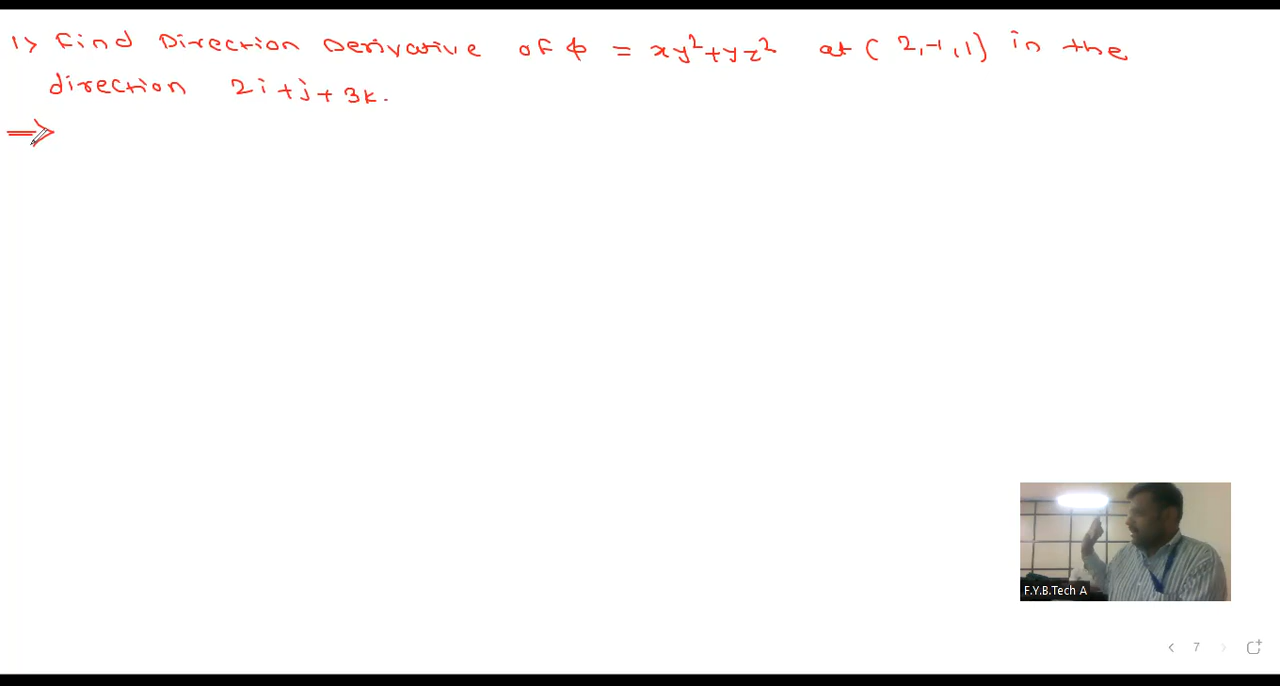 1> Find Direction Derivative of ϕ = xy²+yz² at (2,-1,1) in the
direction 2i+j+3k.
⇒
F.Y.B.Tech A
7